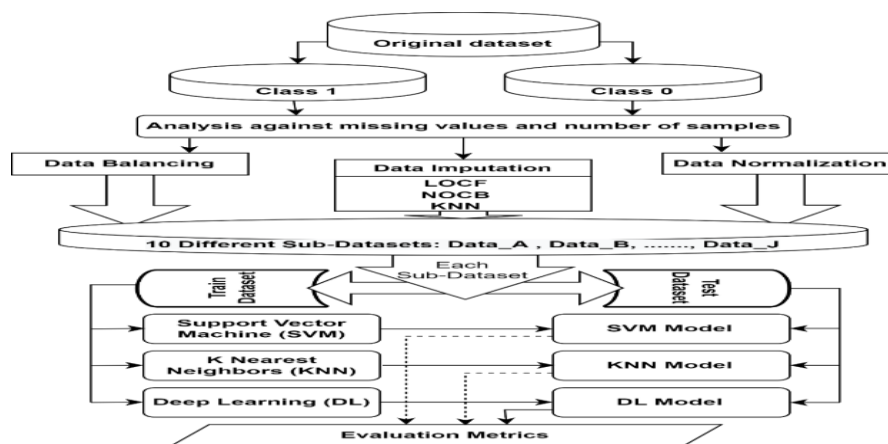 Original dataset
Class 1
Class 0
Analysis against missing values and number of samples
Data Balancing
Data Imputation
LOCF
NOCB
KNN
Data Normalization
10 Different Sub-Datasets: Data_A , Data_B, ......., Data_J
Each
Sub-Dataset
Train
Dataset
Test
Dataset
Support Vector
Machine (SVM)
SVM Model
K Nearest
Neighbors (KNN)
KNN Model
Deep Learning (DL)
DL Model
Evaluation Metrics